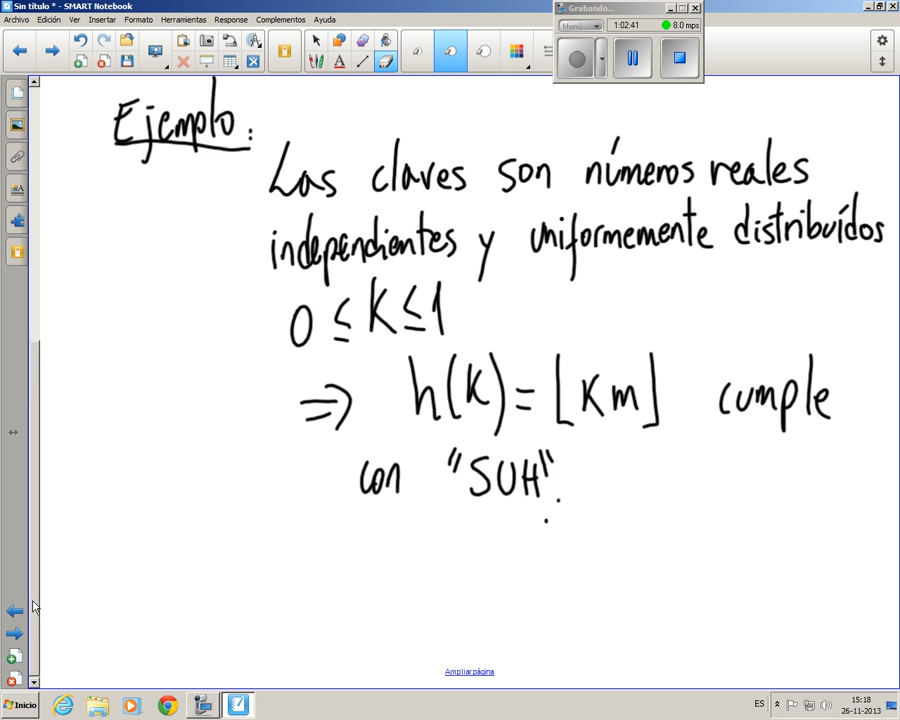 Sin título * - SMART Notebook
Grabando...
Archivo Edición Ver Insertar Formato Herramientas Response Complementos Ayuda
Menú 1:02:41 8.0 mps
Ejemplo:
Las claves son números reales
independientes y uniformemente distribuídos
0 ≤ K ≤ 1
⇒ h(K) = ⌊Km⌋ cumple
con "SUH".
Ampliar página
Inicio
ES
15:18
26-11-2013